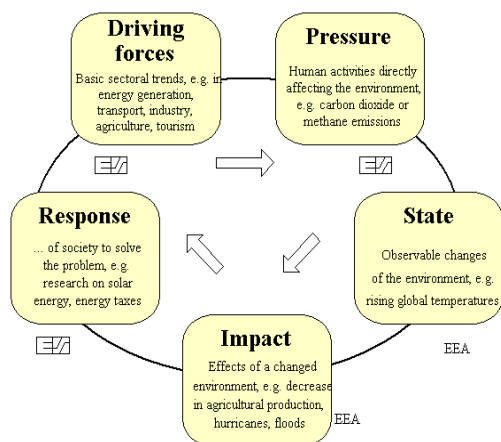 Driving
forces
Basic sectoral trends, e.g. in
energy generation,
transport, industry,
agriculture, tourism
Pressure
Human activities directly
affecting the environment,
e.g. carbon dioxide or
methane emissions
Response
... of society to solve
the problem, e.g.
research on solar
energy, energy taxes
State
Observable changes
of the environment, e.g.
rising global temperatures
Impact
Effects of a changed
environment, e.g. decrease
in agricultural production,
hurricanes, floods
EEA
EEA